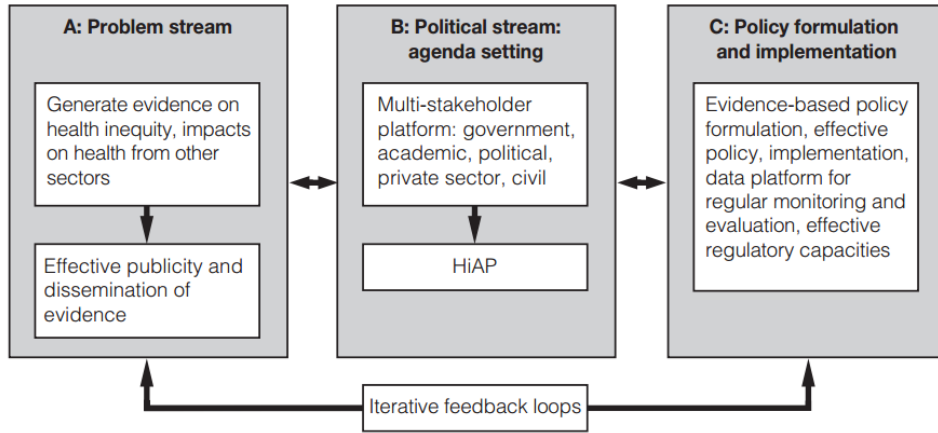 A: Problem stream
Generate evidence on
health inequity, impacts
on health from other
sectors
Effective publicity and
dissemination of
evidence
B: Political stream:
agenda setting
Multi-stakeholder
platform: government,
academic, political,
private sector, civil
HiAP
C: Policy formulation
and implementation
Evidence-based policy
formulation, effective
policy, implementation,
data platform for
regular monitoring and
evaluation, effective
regulatory capacities
Iterative feedback loops